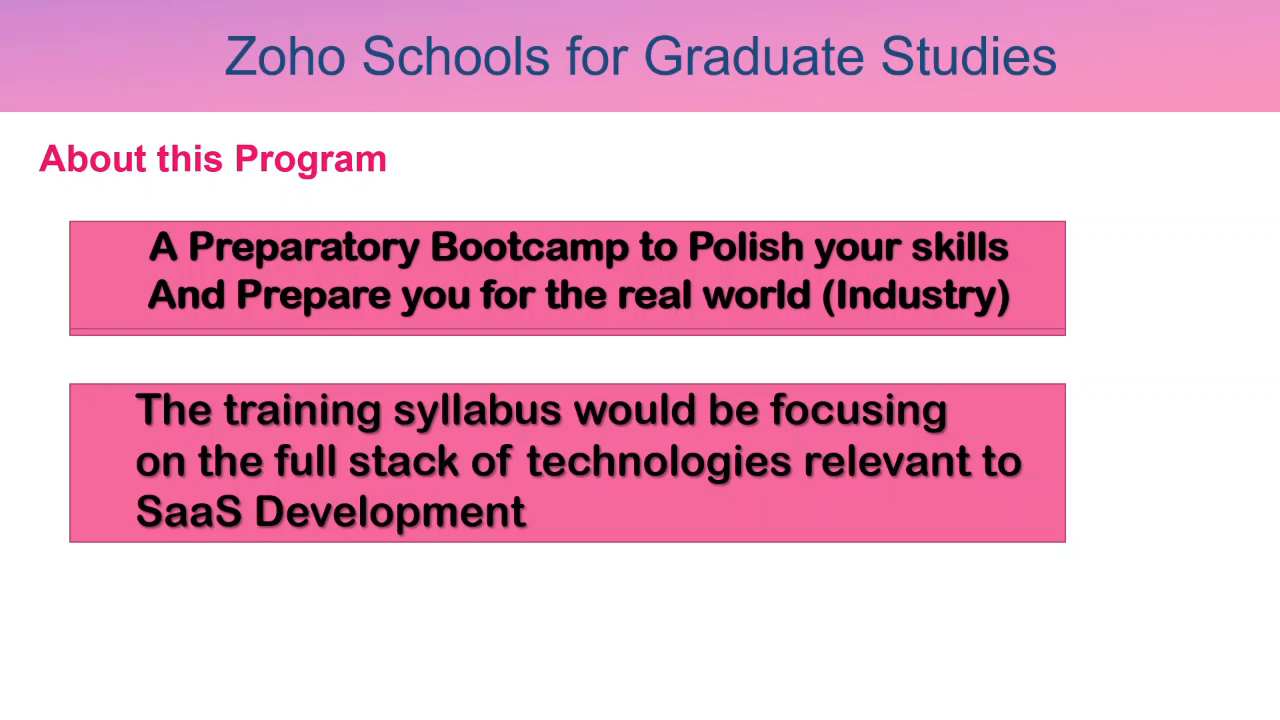 Zoho Schools for Graduate Studies
About this Program
A Preparatory Bootcamp to Polish your skills
And Prepare you for the real world (Industry)
The training syllabus would be focusing
on the full stack of technologies relevant to
SaaS Development